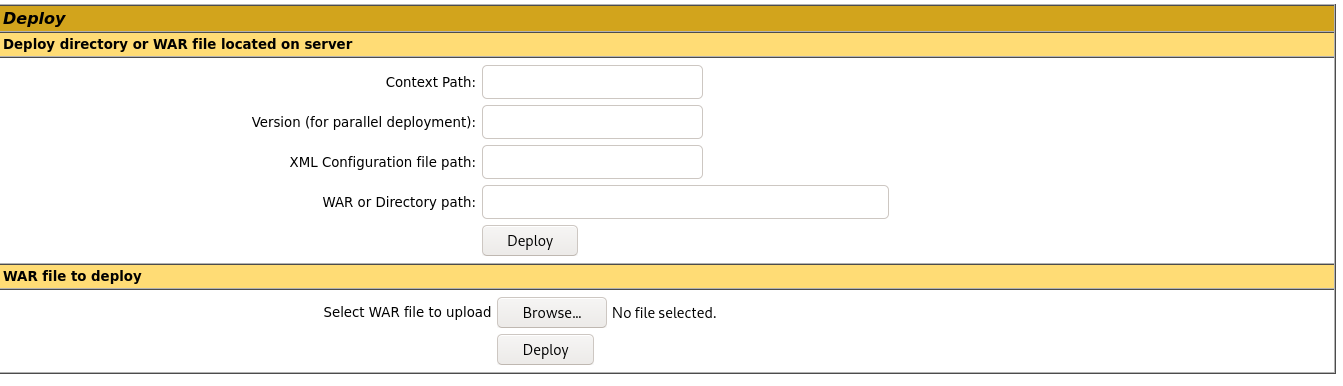 Deploy
Deploy directory or WAR file located on server
Context Path:
Version (for parallel deployment):
XML Configuration file path:
WAR or Directory path:
Deploy
WAR file to deploy
Select WAR file to upload Browse... No file selected.
Deploy